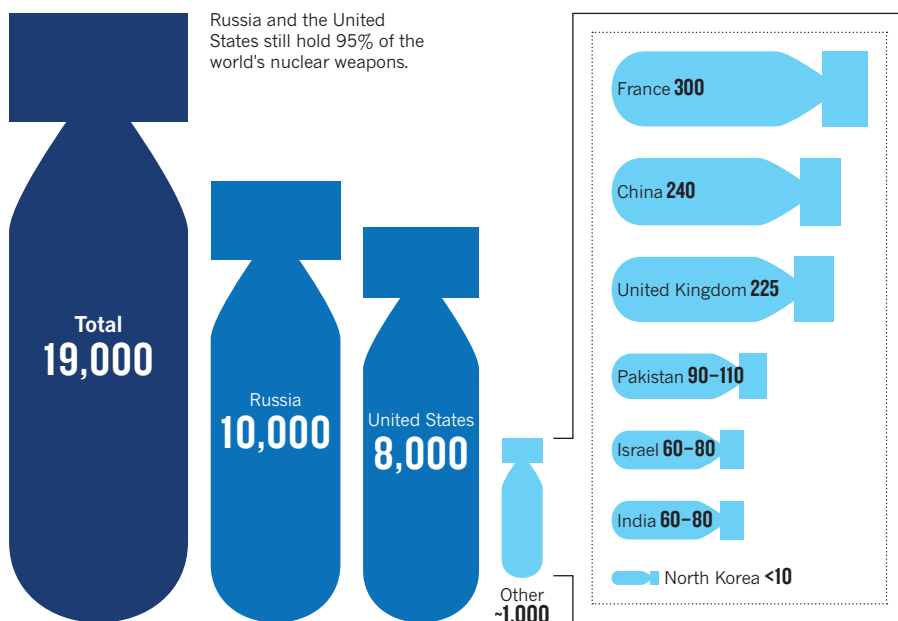 Russia and the United
States still hold 95% of the
world's nuclear weapons.
Total
19,000
Russia
10,000
United States
8,000
Other
~1,000
France 300
China 240
United Kingdom 225
Pakistan 90–110
Israel 60–80
India 60–80
North Korea <10